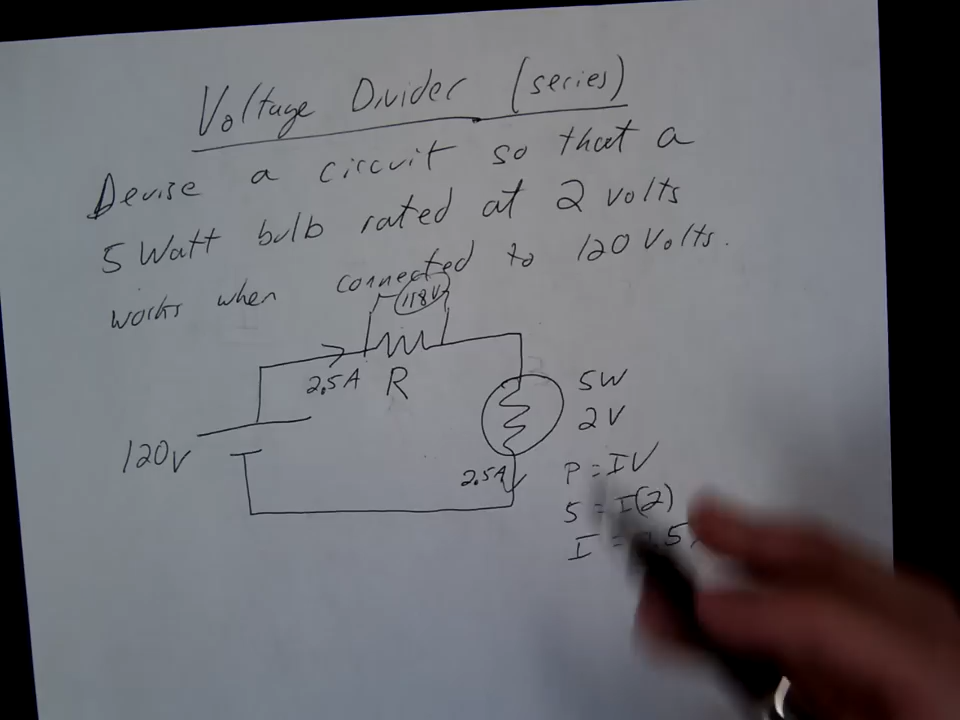 Voltage Divider (series)
Devise a circuit so that a
5 Watt bulb rated at 2 volts
works when connected to 120 Volts.
118V
2.5A
R
120V
5W
2V
2.5A
P = IV
5 = I(2)
I =